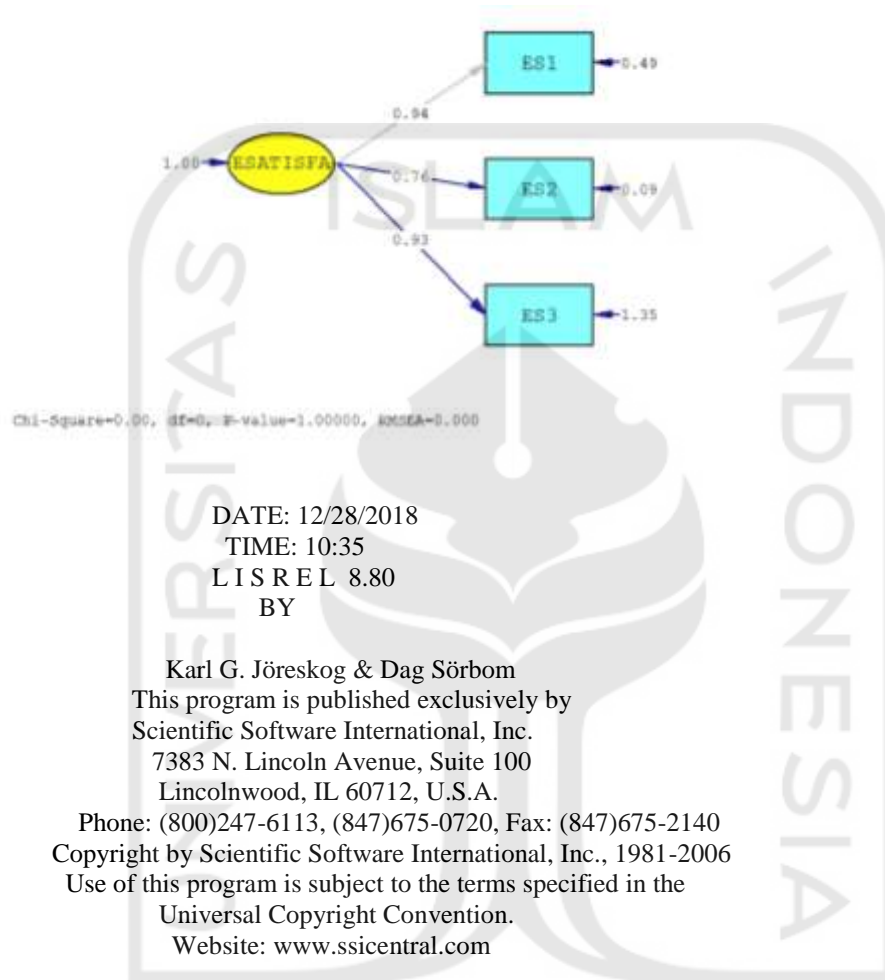 ES1
0.49
0.94
1.00
ESATISFA
0.76
ES2
0.09
0.93
ES3
1.35
Chi-Square=0.00, df=0, P-value=1.00000, RMSEA=0.000
DATE: 12/28/2018
TIME: 10:35
L I S R E L 8.80
BY
Karl G. Jöreskog & Dag Sörbom
This program is published exclusively by
Scientific Software International, Inc.
7383 N. Lincoln Avenue, Suite 100
Lincolnwood, IL 60712, U.S.A.
Phone: (800)247-6113, (847)675-0720, Fax: (847)675-2140
Copyright by Scientific Software International, Inc., 1981-2006
Use of this program is subject to the terms specified in the
Universal Copyright Convention.
Website: www.ssicentral.com
UNIVERSITAS
ISLAM
INDONESIA